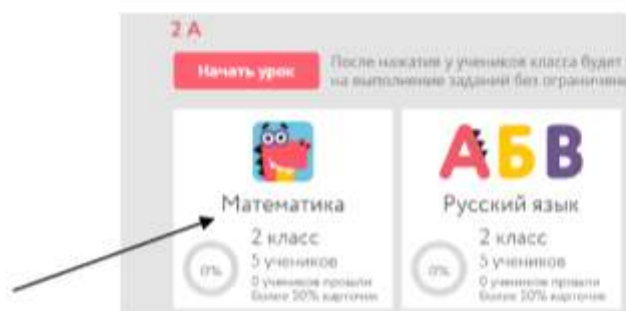 2 А
Начать урок
После нажатия у учеников класса будет
на выполнение заданий без ограничени
АБВ
Математика
Русский язык
2 класс
2 класс
5 учеников
5 учеников
0%
0%
0 учеников прошли
0 учеников прошли
более 50% карточек
более 50% карточек